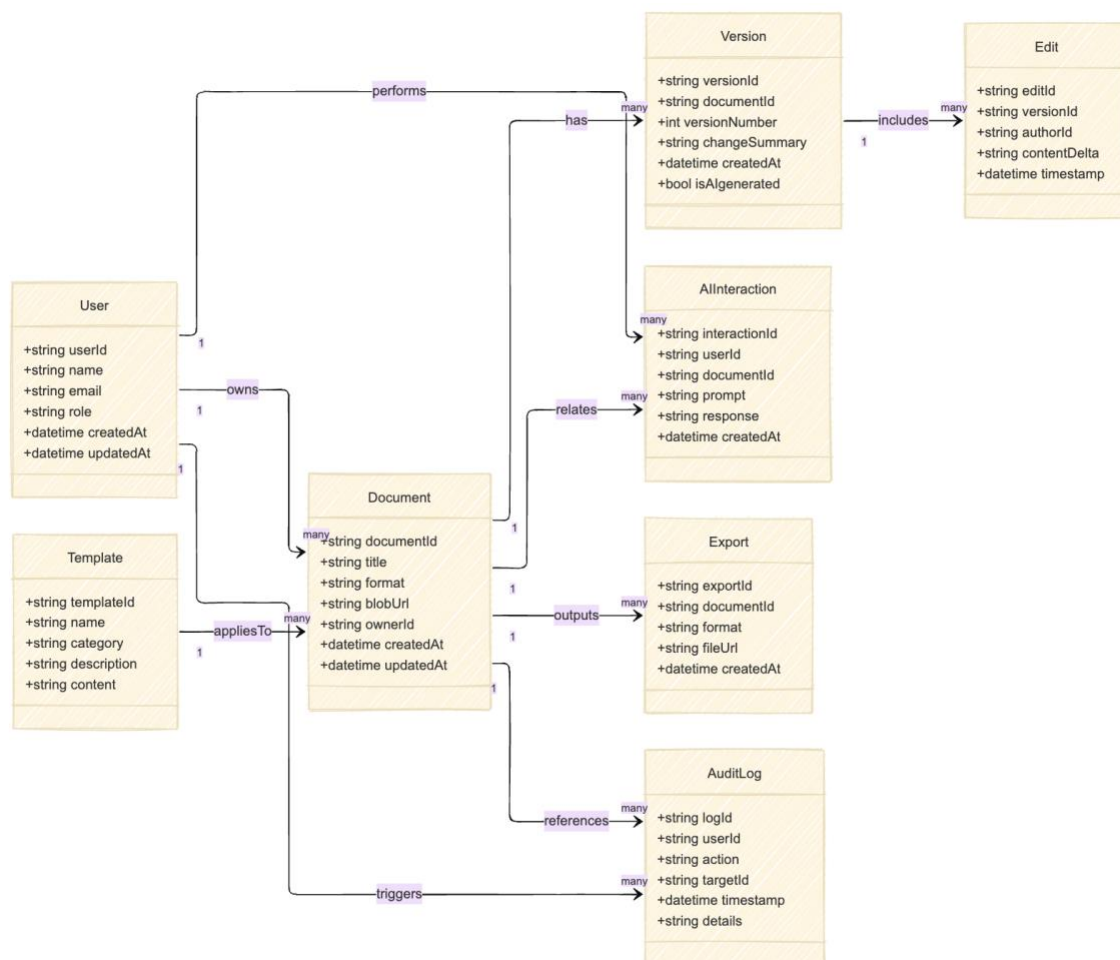 Version
+string versionId
+string documentId
+int versionNumber
+string changeSummary
+datetime createdAt
+bool isAIgenerated
Edit
+string editId
+string versionId
+string authorId
+string contentDelta
+datetime timestamp
performs
many
has
many
1
includes
many
User
+string userId
+string name
+string email
+string role
+datetime createdAt
+datetime updatedAt
1
owns
1
1
AIInteraction
+string interactionId
+string userId
+string documentId
+string prompt
+string response
+datetime createdAt
many
relates
many
Document
+string documentId
+string title
+string format
+string blobUrl
+string ownerId
+datetime createdAt
+datetime updatedAt
many
many
1
1
1
1
Template
+string templateId
+string name
+string category
+string description
+string content
appliesTo
1
Export
+string exportId
+string documentId
+string format
+string fileUrl
+datetime createdAt
outputs
many
AuditLog
+string logId
+string userId
+string action
+string targetId
+datetime timestamp
+string details
references
many
triggers
many